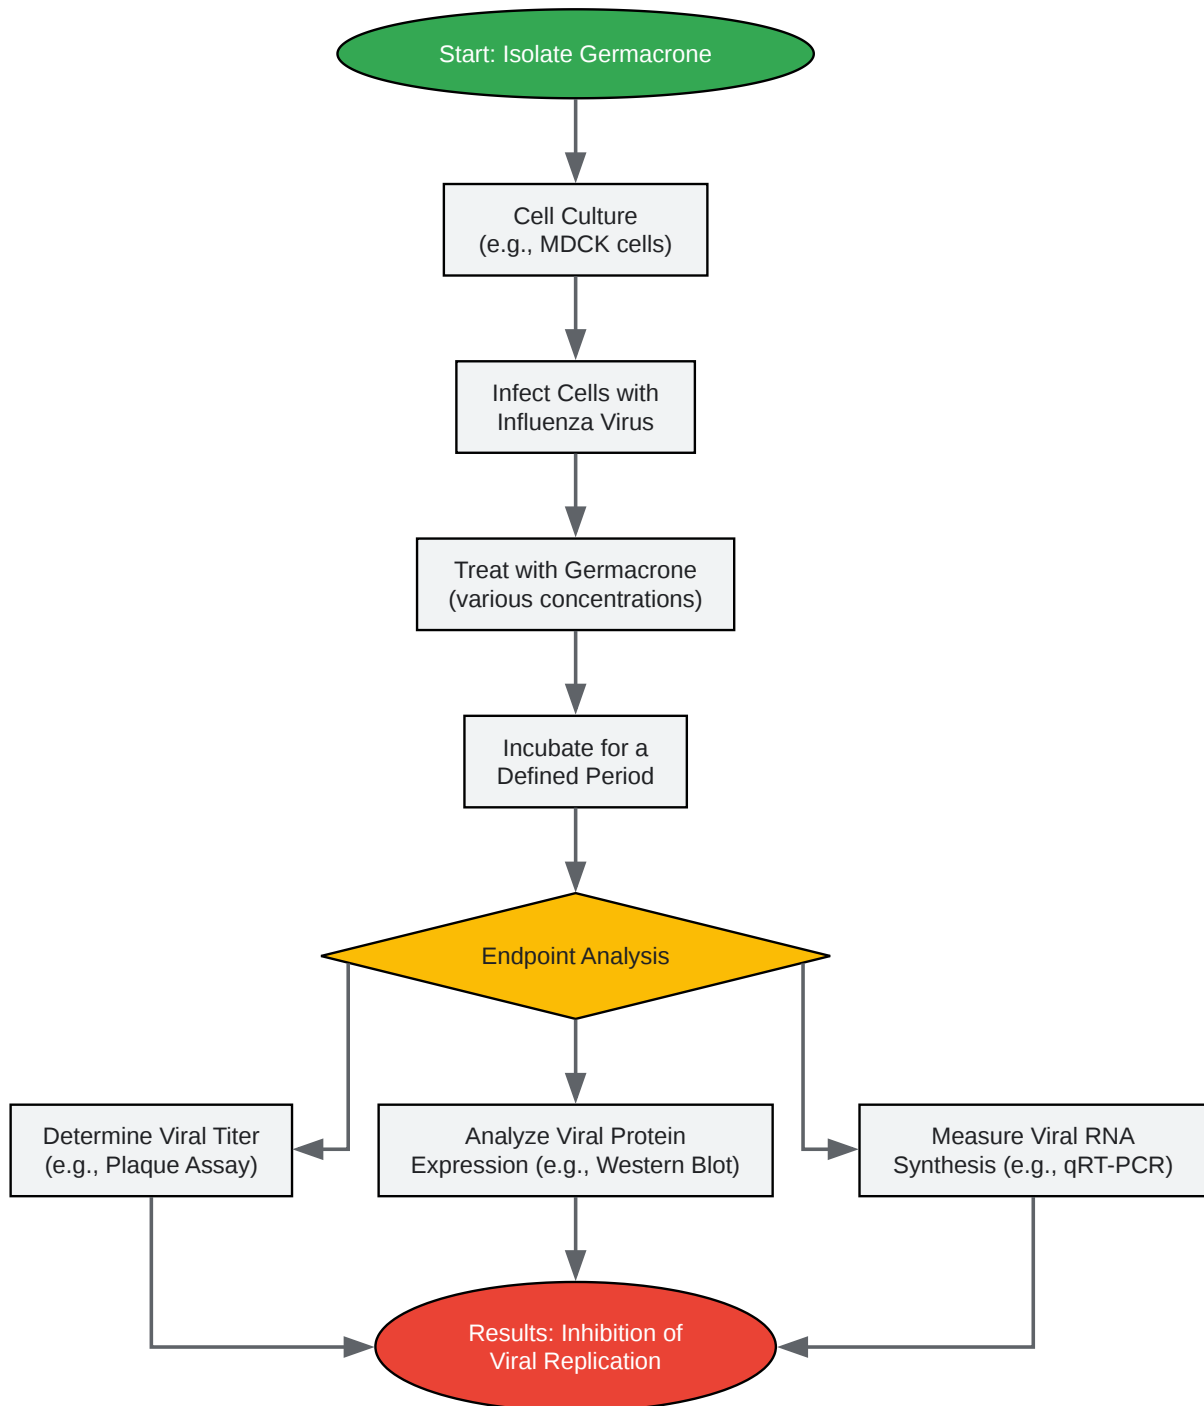 Start: Isolate Germacrone
Cell Culture
(e.g., MDCK cells)
Infect Cells with
Influenza Virus
Treat with Germacrone
(various concentrations)
Incubate for a
Defined Period
Endpoint Analysis
Determine Viral Titer
(e.g., Plaque Assay)
Analyze Viral Protein
Expression (e.g., Western Blot)
Measure Viral RNA
Synthesis (e.g., qRT-PCR)
Results: Inhibition of
Viral Replication